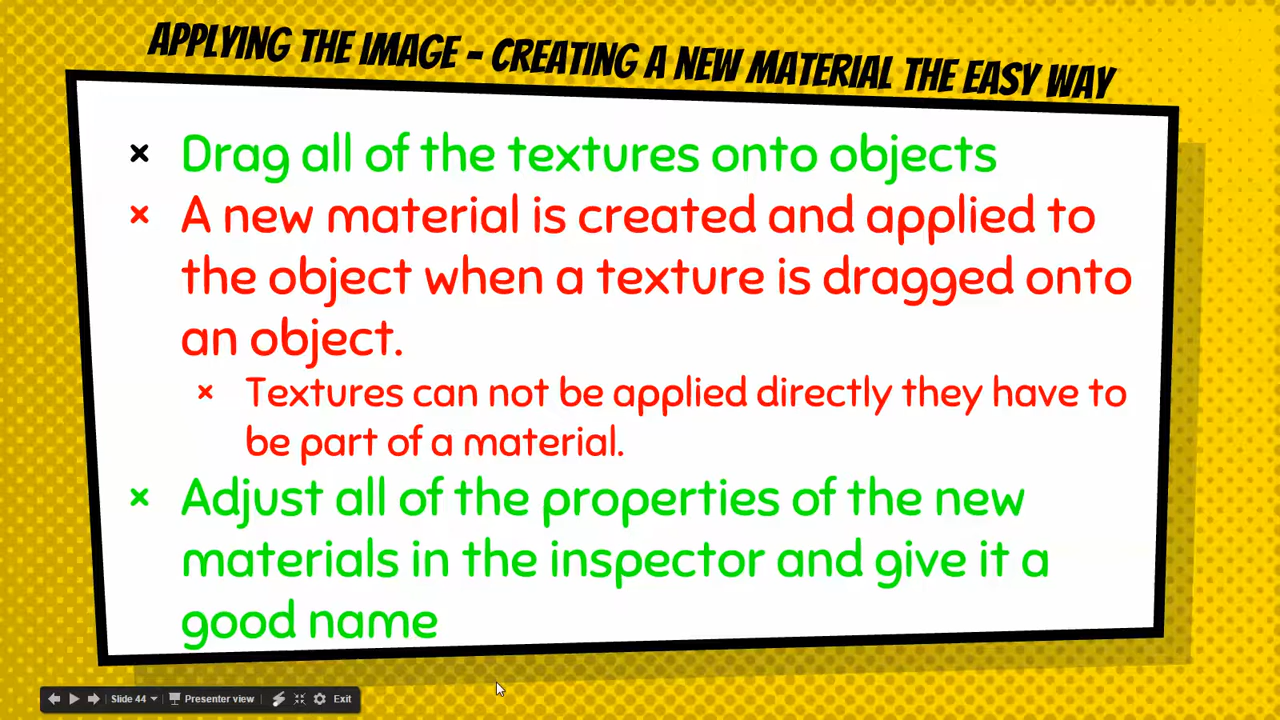 APPLYING THE IMAGE - CREATING A NEW MATERIAL THE EASY WAY
× Drag all of the textures onto objects
× A new material is created and applied to
the object when a texture is dragged onto
an object.
× Textures can not be applied directly they have to
be part of a material.
× Adjust all of the properties of the new
materials in the inspector and give it a
good name
Slide 44 Presenter view Exit